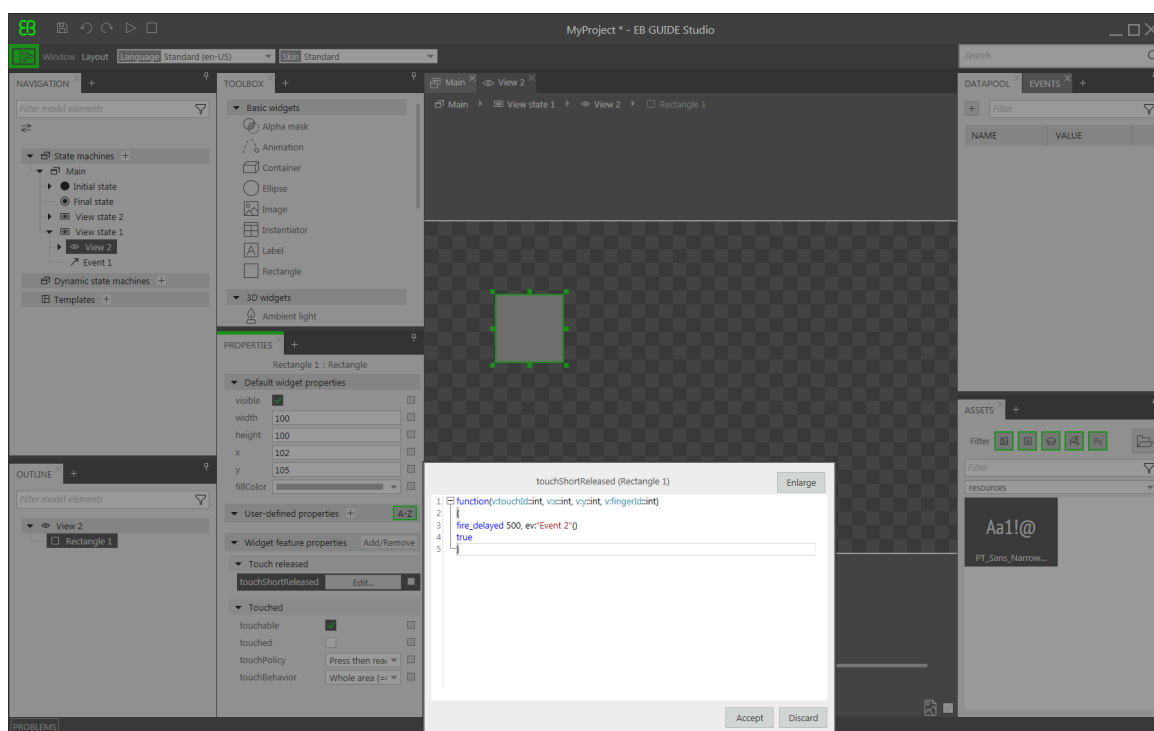 EB
MyProject * - EB GUIDE Studio
Window Layout Language Standard (en-US) Skin Standard
Search
NAVIGATION
Filter model elements
State machines
Main
Initial state
Final state
View state 2
View state 1
View 2
Event 1
Dynamic state machines
Templates
OUTLINE
Filter model elements
View 2
Rectangle 1
PROBLEMS
TOOLBOX
Basic widgets
Alpha mask
Animation
Container
Ellipse
Image
Instantiator
Label
Rectangle
3D widgets
Ambient light
PROPERTIES
Rectangle 1 : Rectangle
Default widget properties
visible
width 100
height 100
x 102
y 105
fillColor
User-defined properties + A-Z
Widget feature properties Add/Remove
Touch released
touchShortReleased Edit...
Touched
touchable
touched
touchPolicy Press then rea
touchBehavior Whole area (=
Main View 2
Main View state 1 View 2 Rectangle 1
touchShortReleased (Rectangle 1) Enlarge
1 function(v:touchId::int, v:x::int, v:y::int, v:fingerId::int)
2 {
3 fire_delayed 500, ev:"Event 2"()
4 true
5 }
Accept Discard
DATAPOOL EVENTS
Filter
NAME VALUE
ASSETS
Filter Ps
Filter
resources
Aa1!@
PT_Sans_Narrow...